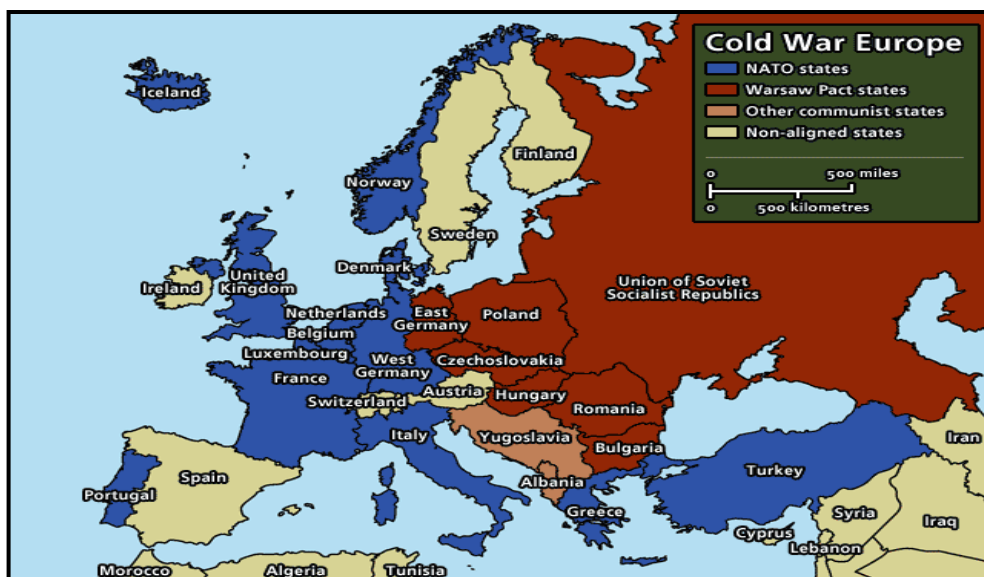 Cold War Europe
NATO states
Warsaw Pact states
Other communist states
Non-aligned states
0 500 miles
0 500 kilometres
Iceland
Norway
Finland
Sweden
Denmark
Ireland
United
Kingdom
Netherlands
Belgium
Luxembourg
East
Germany
Poland
Union of Soviet
Socialist Republics
West
Germany
Czechoslovakia
France
Switzerland
Austria
Hungary
Romania
Italy
Yugoslavia
Bulgaria
Albania
Greece
Turkey
Iran
Portugal
Spain
Cyprus
Syria
Lebanon
Iraq
Morocco
Algeria
Tunisia